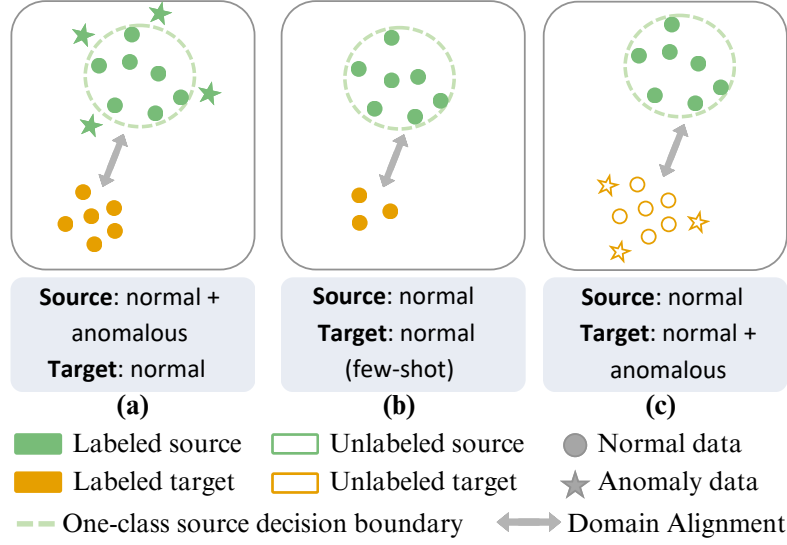 Source: normal +
anomalous
Target: normal
(a)
Source: normal
Target: normal
(few-shot)
(b)
Source: normal
Target: normal +
anomalous
(c)
Labeled source
Unlabeled source
Normal data
Labeled target
Unlabeled target
Anomaly data
One-class source decision boundary
Domain Alignment